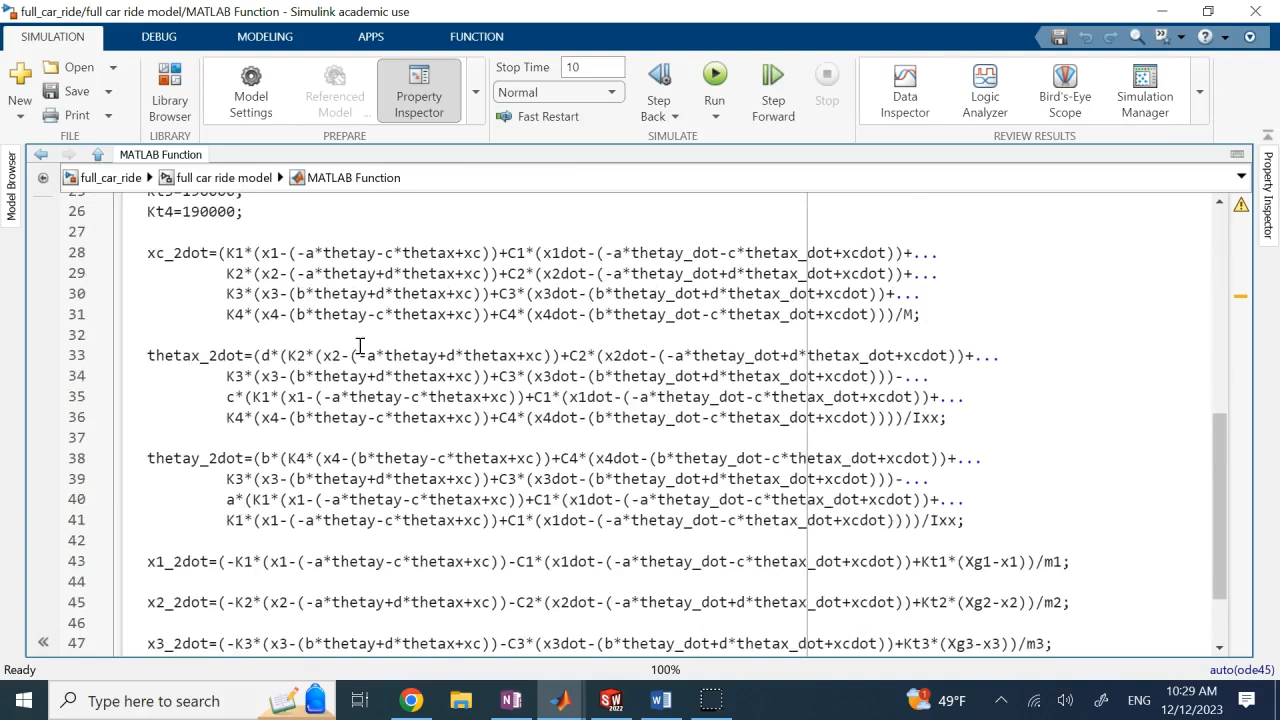 full_car_ride/full car ride model/MATLAB Function - Simulink academic use
SIMULATION DEBUG MODELING APPS FUNCTION
New
Open
Save
Print
FILE
Library Browser
LIBRARY
Model Settings
Referenced Model ...
Property Inspector
PREPARE
Stop Time 10
Normal
Fast Restart
Step Back
Run
Step Forward
Stop
SIMULATE
Data Inspector
Logic Analyzer
Bird's-Eye Scope
Simulation Manager
REVIEW RESULTS
MATLAB Function
full_car_ride full car ride model MATLAB Function
Model Browser
Property Inspector
25 Kt3=190000;
26 Kt4=190000;
27
28 xc_2dot=(K1*(x1-(-a*thetay-c*thetax+xc))+C1*(x1dot-(-a*thetay_dot-c*thetax_dot+xcdot))+...
29 K2*(x2-(-a*thetay+d*thetax+xc))+C2*(x2dot-(-a*thetay_dot+d*thetax_dot+xcdot))+...
30 K3*(x3-(b*thetay+d*thetax+xc))+C3*(x3dot-(b*thetay_dot+d*thetax_dot+xcdot))+...
31 K4*(x4-(b*thetay-c*thetax+xc))+C4*(x4dot-(b*thetay_dot-c*thetax_dot+xcdot)))/M;
32
33 thetax_2dot=(d*(K2*(x2-(-a*thetay+d*thetax+xc))+C2*(x2dot-(-a*thetay_dot+d*thetax_dot+xcdot))+...
34 K3*(x3-(b*thetay+d*thetax+xc))+C3*(x3dot-(b*thetay_dot+d*thetax_dot+xcdot)))-...
35 c*(K1*(x1-(-a*thetay-c*thetax+xc))+C1*(x1dot-(-a*thetay_dot-c*thetax_dot+xcdot))+...
36 K4*(x4-(b*thetay-c*thetax+xc))+C4*(x4dot-(b*thetay_dot-c*thetax_dot+xcdot))))/Ixx;
37
38 thetay_2dot=(b*(K4*(x4-(b*thetay-c*thetax+xc))+C4*(x4dot-(b*thetay_dot-c*thetax_dot+xcdot))+...
39 K3*(x3-(b*thetay+d*thetax+xc))+C3*(x3dot-(b*thetay_dot+d*thetax_dot+xcdot)))-...
40 a*(K1*(x1-(-a*thetay-c*thetax+xc))+C1*(x1dot-(-a*thetay_dot-c*thetax_dot+xcdot))+...
41 K1*(x1-(-a*thetay-c*thetax+xc))+C1*(x1dot-(-a*thetay_dot-c*thetax_dot+xcdot))))/Ixx;
42
43 x1_2dot=(-K1*(x1-(-a*thetay-c*thetax+xc))-C1*(x1dot-(-a*thetay_dot-c*thetax_dot+xcdot))+Kt1*(Xg1-x1))/m1;
44
45 x2_2dot=(-K2*(x2-(-a*thetay+d*thetax+xc))-C2*(x2dot-(-a*thetay_dot+d*thetax_dot+xcdot))+Kt2*(Xg2-x2))/m2;
46
47 x3_2dot=(-K3*(x3-(b*thetay+d*thetax+xc))-C3*(x3dot-(b*thetay_dot+d*thetax_dot+xcdot))+Kt3*(Xg3-x3))/m3;
Ready 100% auto(ode45)
Type here to search
49°F
ENG
10:29 AM
12/12/2023